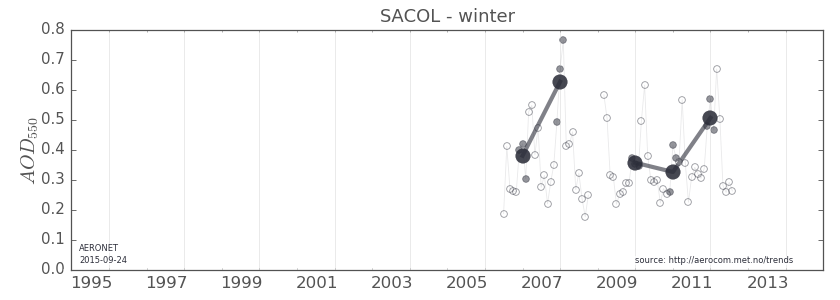 SACOL - winter
0.8
0.7
0.6
0.5
0.4
0.3
0.2
0.1
0.0
AOD550
AERONET
2015-09-24
source: http://aerocom.met.no/trends
1995 1997 1999 2001 2003 2005 2007 2009 2011 2013